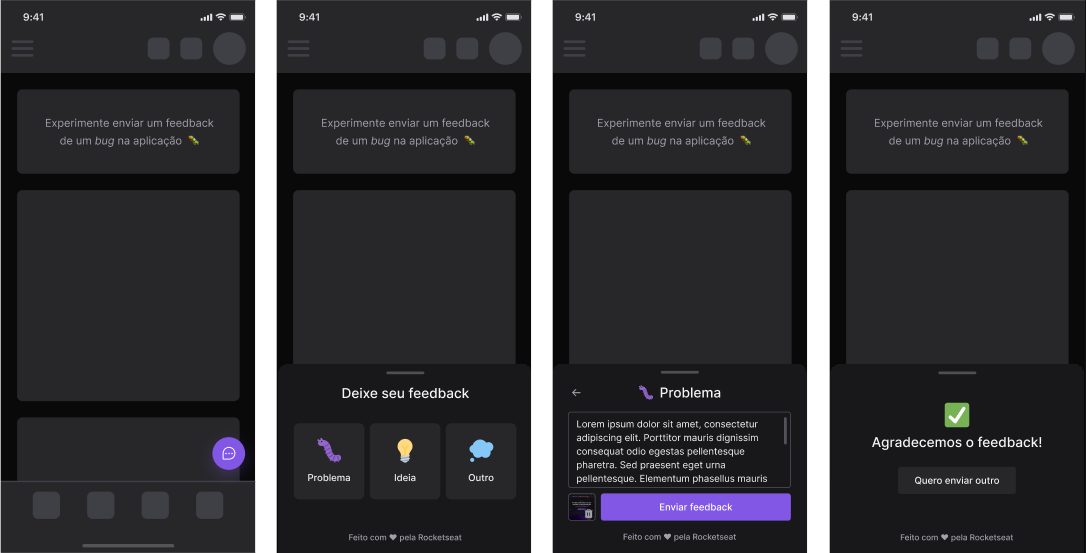 9:41
Experimente enviar um feedback
de um bug na aplicação
9:41
Experimente enviar um feedback
de um bug na aplicação
Deixe seu feedback
Problema
Ideia
Outro
Feito com ♥ pela Rocketseat
9:41
Experimente enviar um feedback
de um bug na aplicação
Problema
Lorem ipsum dolor sit amet, consectetur
adipiscing elit. Porttitor mauris dignissim
consequat odio egestas pellentesque
pharetra. Sed praesent eget urna
pellentesque. Elementum phasellus mauris
Enviar feedback
Feito com ♥ pela Rocketseat
9:41
Experimente enviar um feedback
de um bug na aplicação
Agradecemos o feedback!
Quero enviar outro
Feito com ♥ pela Rocketseat